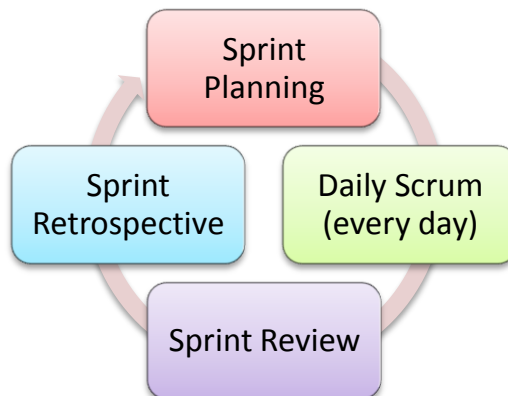 Sprint
Planning
Daily Scrum
(every day)
Sprint Review
Sprint
Retrospective